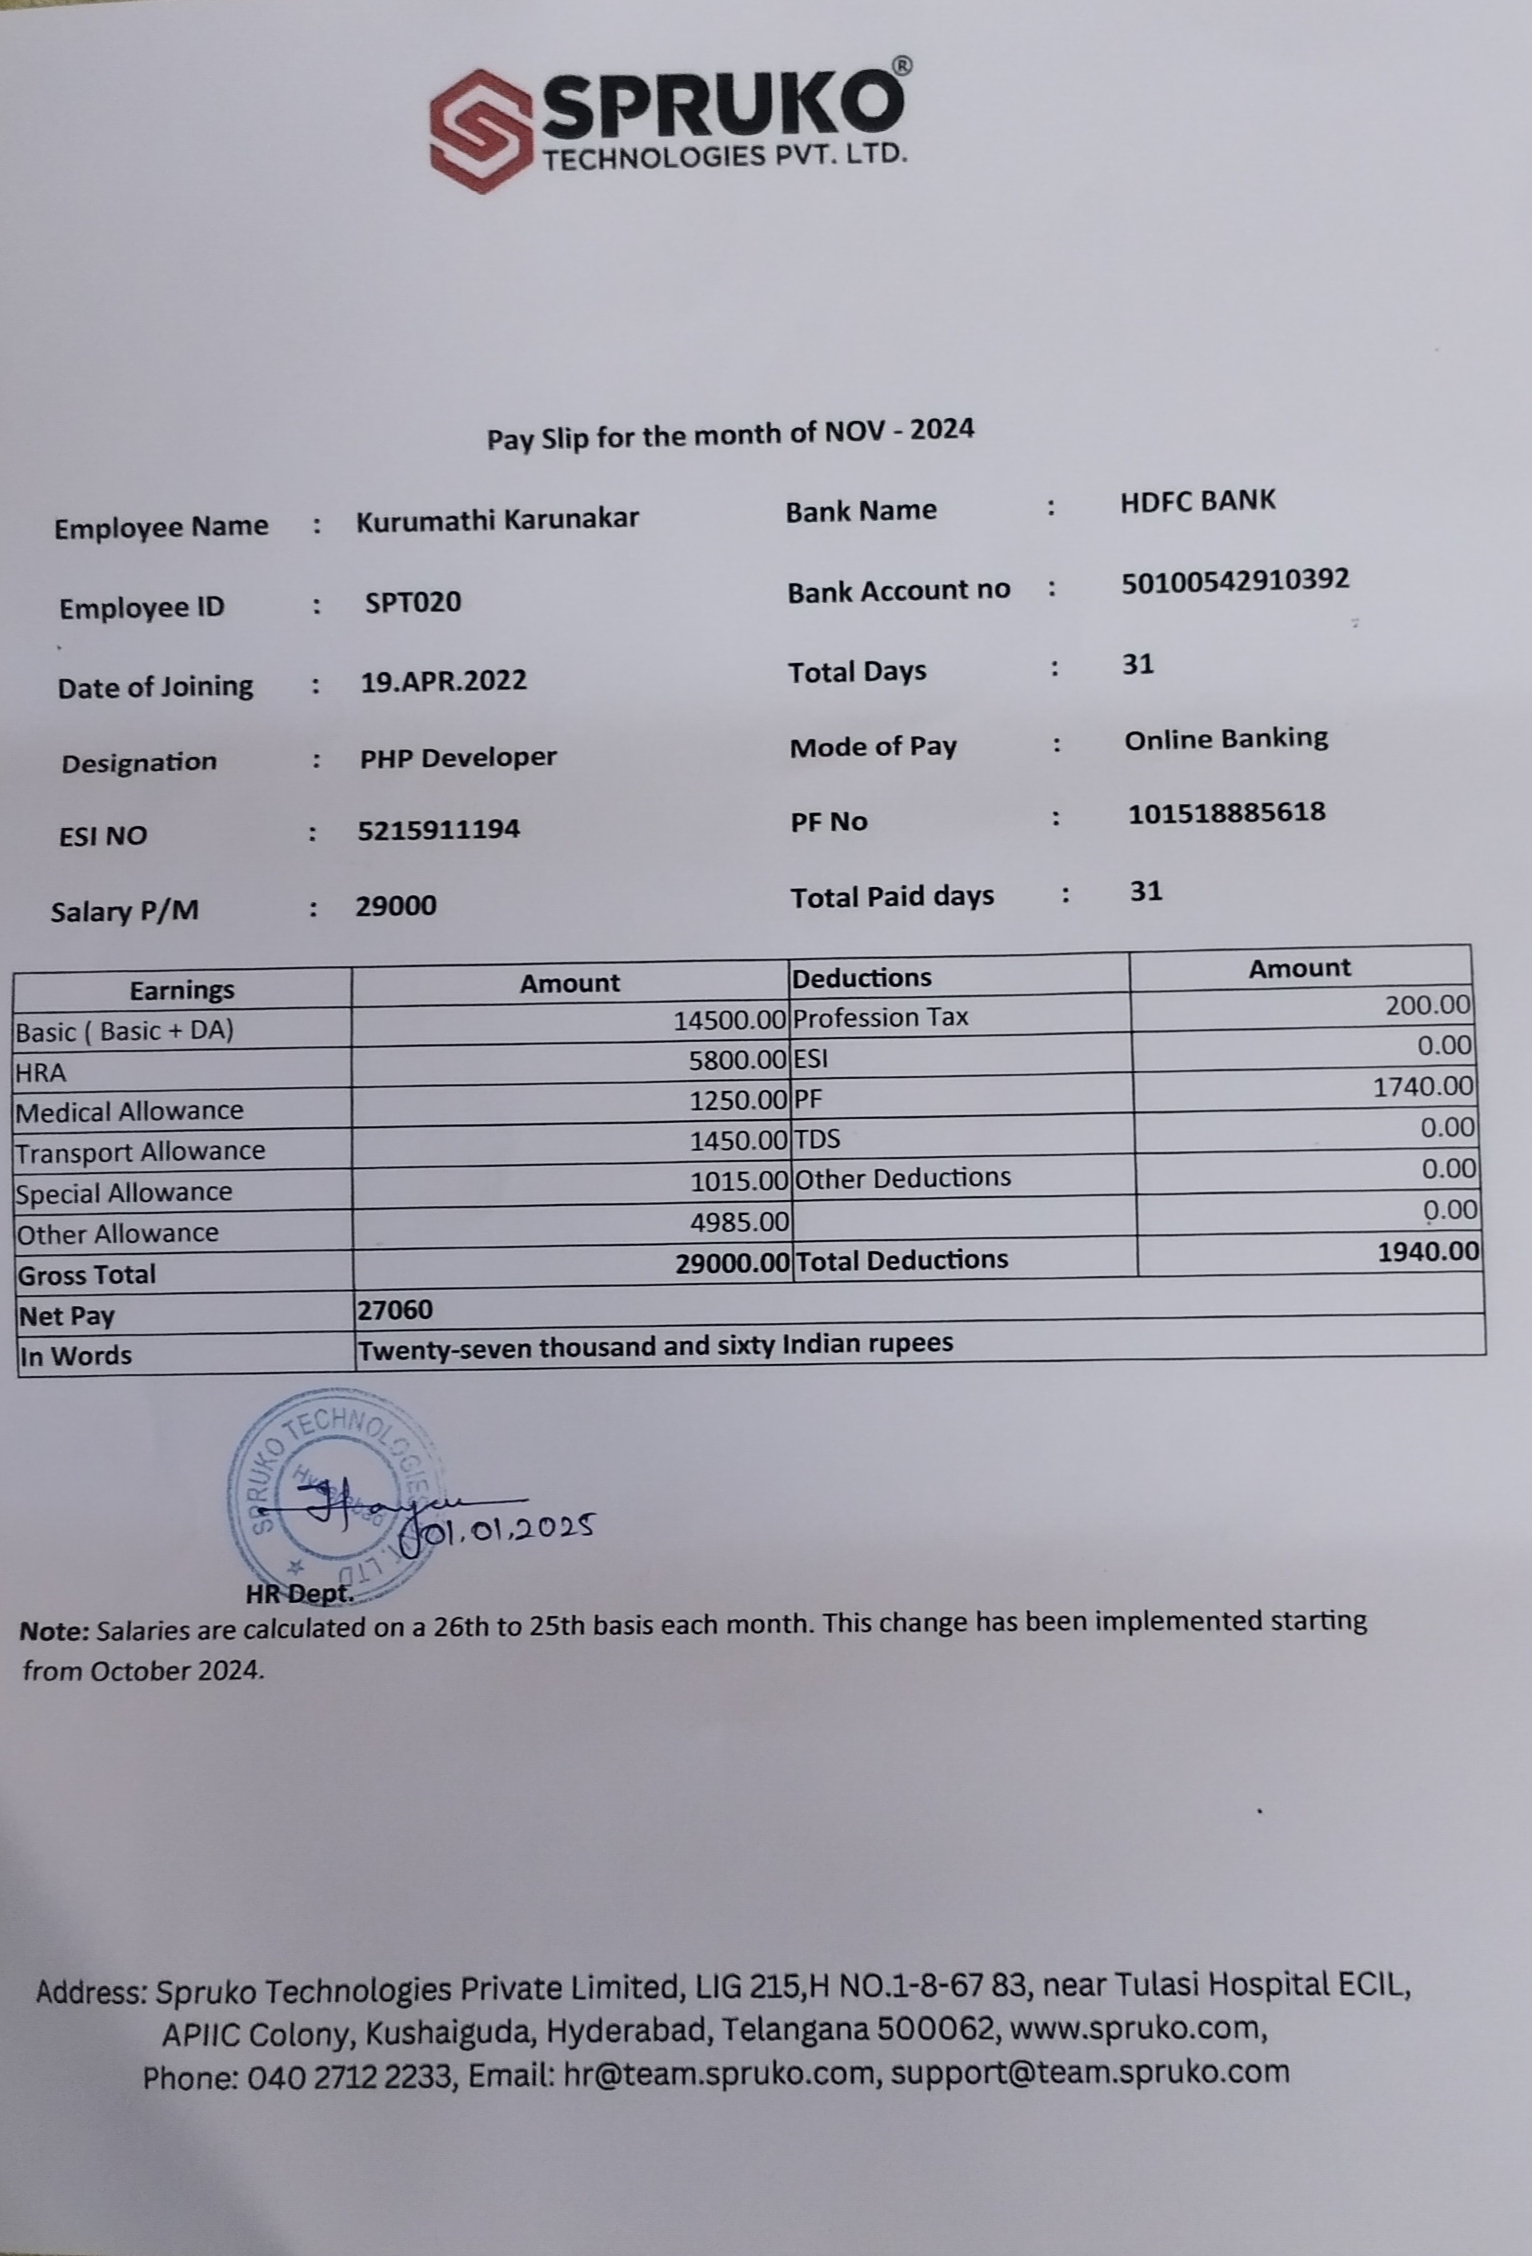 SPRUKO®
TECHNOLOGIES PVT. LTD.
Pay Slip for the month of NOV - 2024
Employee Name : Kurumathi Karunakar Bank Name : HDFC BANK
Employee ID : SPT020 Bank Account no : 50100542910392
Date of Joining : 19.APR.2022 Total Days : 31
Designation : PHP Developer Mode of Pay : Online Banking
ESI NO : 5215911194 PF No : 101518885618
Salary P/M : 29000 Total Paid days : 31
Earnings Amount Deductions Amount
Basic ( Basic + DA) 14500.00 Profession Tax 200.00
HRA 5800.00 ESI 0.00
Medical Allowance 1250.00 PF 1740.00
Transport Allowance 1450.00 TDS 0.00
Special Allowance 1015.00 Other Deductions 0.00
Other Allowance 4985.00 0.00
Gross Total 29000.00 Total Deductions 1940.00
Net Pay 27060
In Words Twenty-seven thousand and sixty Indian rupees
SPRUKO TECHNOLOGIES PVT. LTD
Hyderabad
01.01.2025
HR Dept.
Note: Salaries are calculated on a 26th to 25th basis each month. This change has been implemented starting
from October 2024.
Address: Spruko Technologies Private Limited, LIG 215,H NO.1-8-67 83, near Tulasi Hospital ECIL,
APIIC Colony, Kushaiguda, Hyderabad, Telangana 500062, www.spruko.com,
Phone: 040 2712 2233, Email: hr@team.spruko.com, support@team.spruko.com